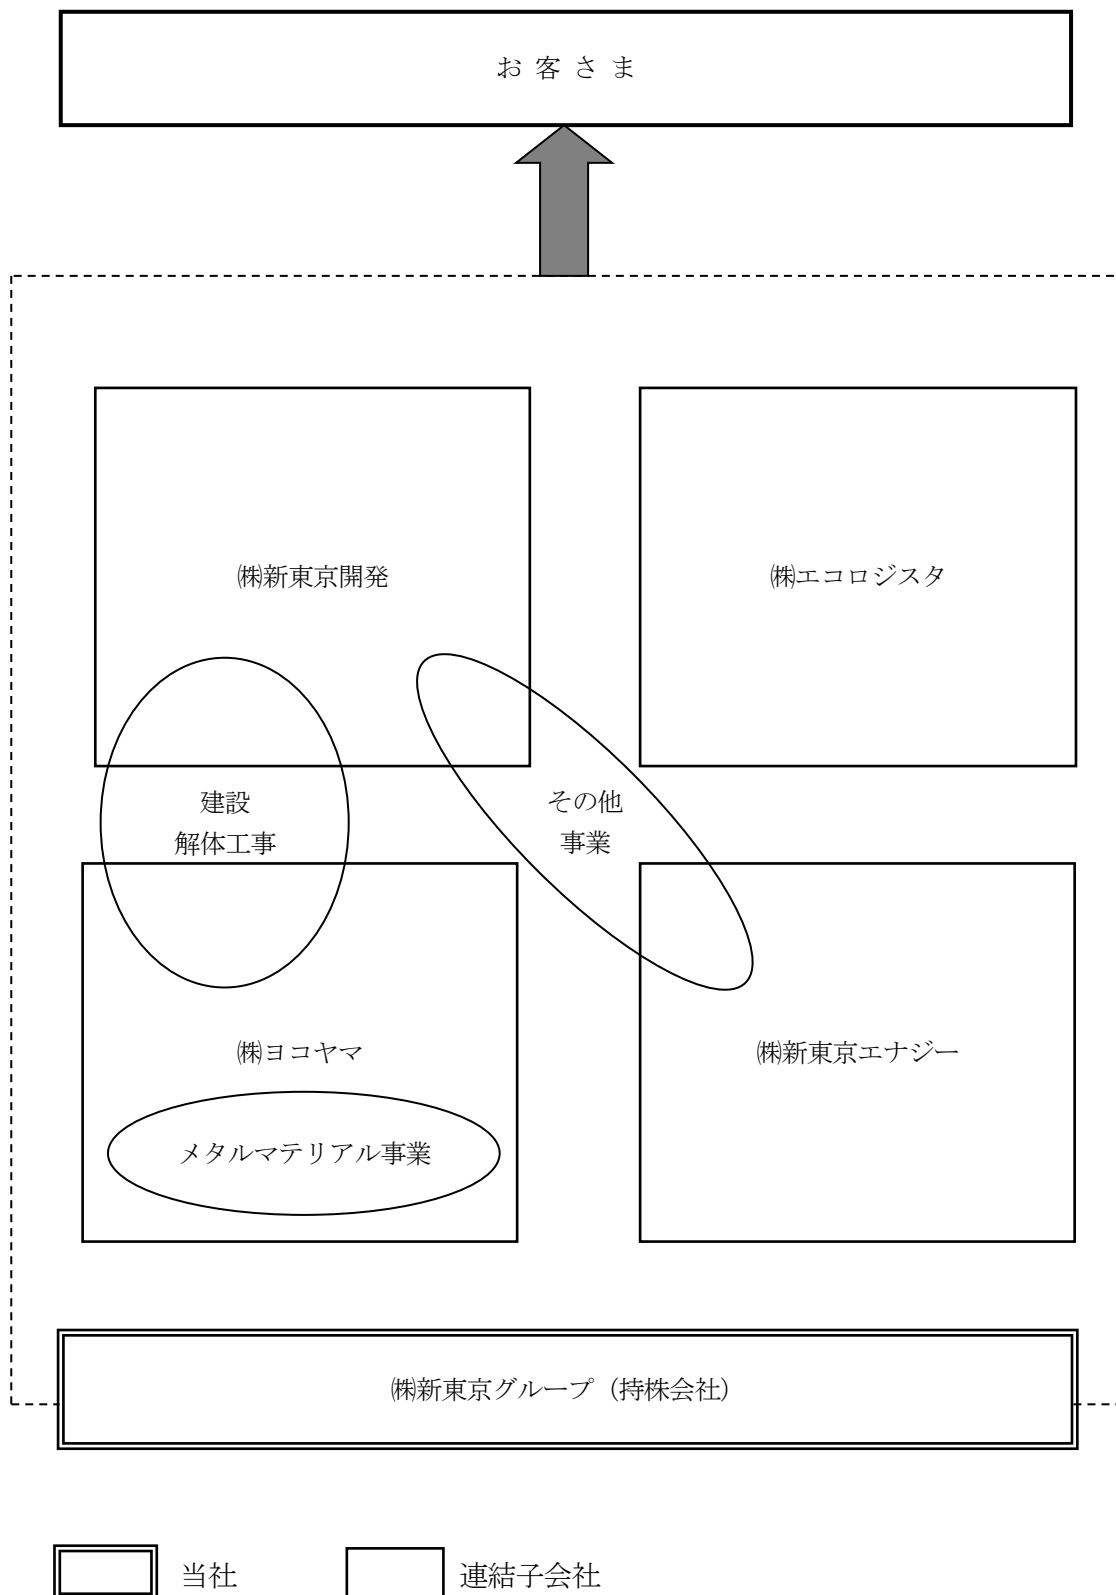 お 客 さ ま
㈱新東京開発
㈱エコロジスタ
建設
解体工事
その他
事業
㈱ヨコヤマ
㈱新東京エナジー
メタルマテリアル事業
㈱新東京グループ（持株会社）
当社
連結子会社